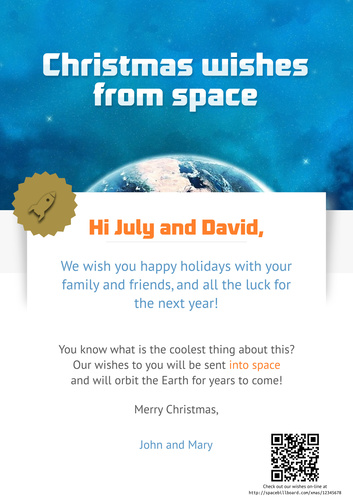 Christmas wishes
from space
Hi July and David,
We wish you happy holidays with your
family and friends, and all the luck for
the next year!
You know what is the coolest thing about this?
Our wishes to you will be sent into space
and will orbit the Earth for years to come!
Merry Christmas,
John and Mary
Check out our wishes on-line at
http://spacebillboard.com/xmas/12345678